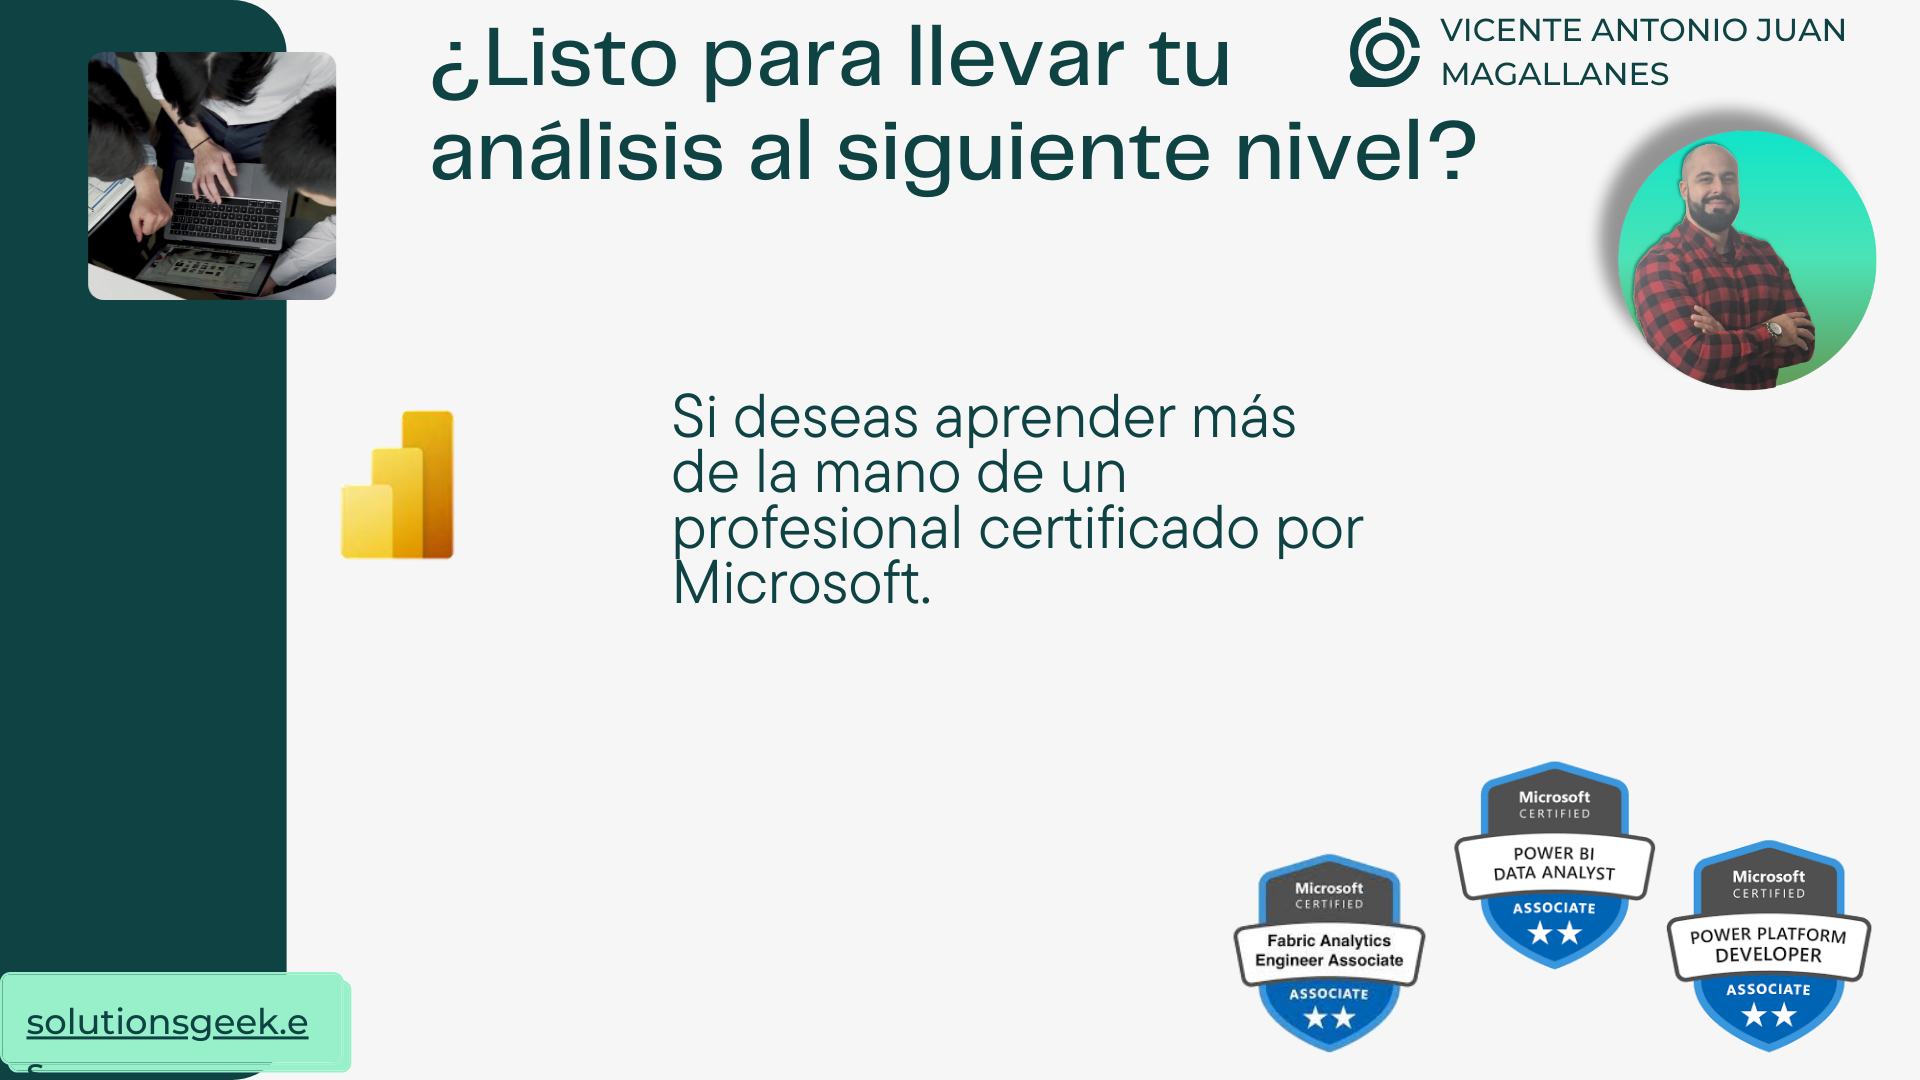 ¿Listo para llevar tu
análisis al siguiente nivel?
VICENTE ANTONIO JUAN
MAGALLANES
Si deseas aprender más
de la mano de un
profesional certificado por
Microsoft.
Microsoft
CERTIFIED
POWER BI
DATA ANALYST
ASSOCIATE
Microsoft
CERTIFIED
Fabric Analytics
Engineer Associate
ASSOCIATE
Microsoft
CERTIFIED
POWER PLATFORM
DEVELOPER
ASSOCIATE
solutionsgeek.e
s